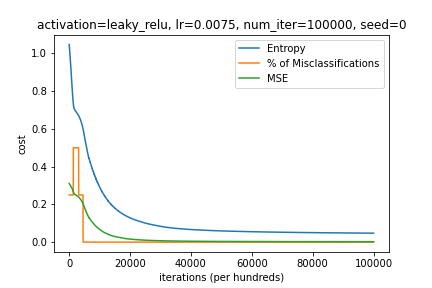 activation=leaky_relu, lr=0.0075, num_iter=100000, seed=0
Entropy
% of Misclassifications
MSE
1.0
0.8
0.6
0.4
0.2
0.0
cost
0 20000 40000 60000 80000 100000
iterations (per hundreds)